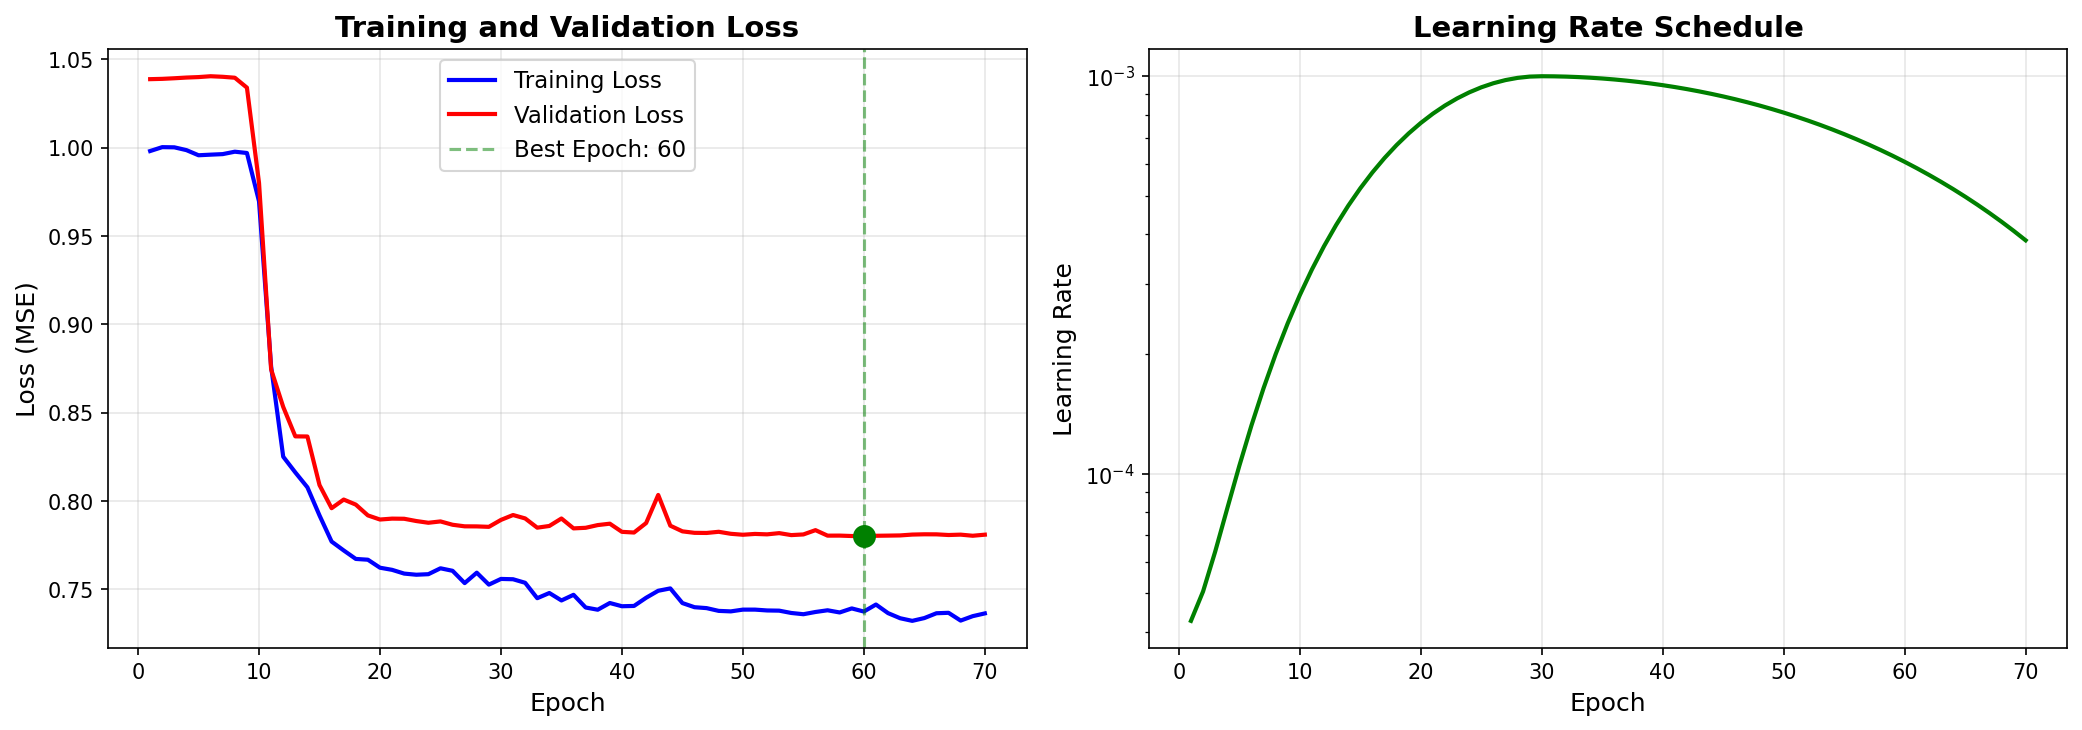 Training and Validation Loss
Training Loss
Validation Loss
Best Epoch: 60
1.05
1.00
0.95
0.90
0.85
0.80
0.75
Loss (MSE)
0 10 20 30 40 50 60 70
Epoch
Learning Rate Schedule
10⁻³
10⁻⁴
Learning Rate
0 10 20 30 40 50 60 70
Epoch